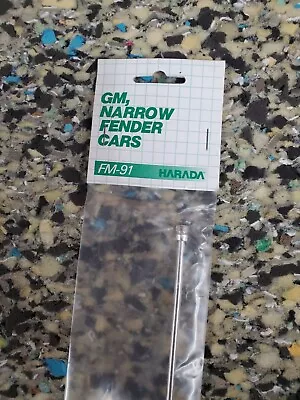 GM,
NARROW
FENDER
CARS
FM-91 HARADA